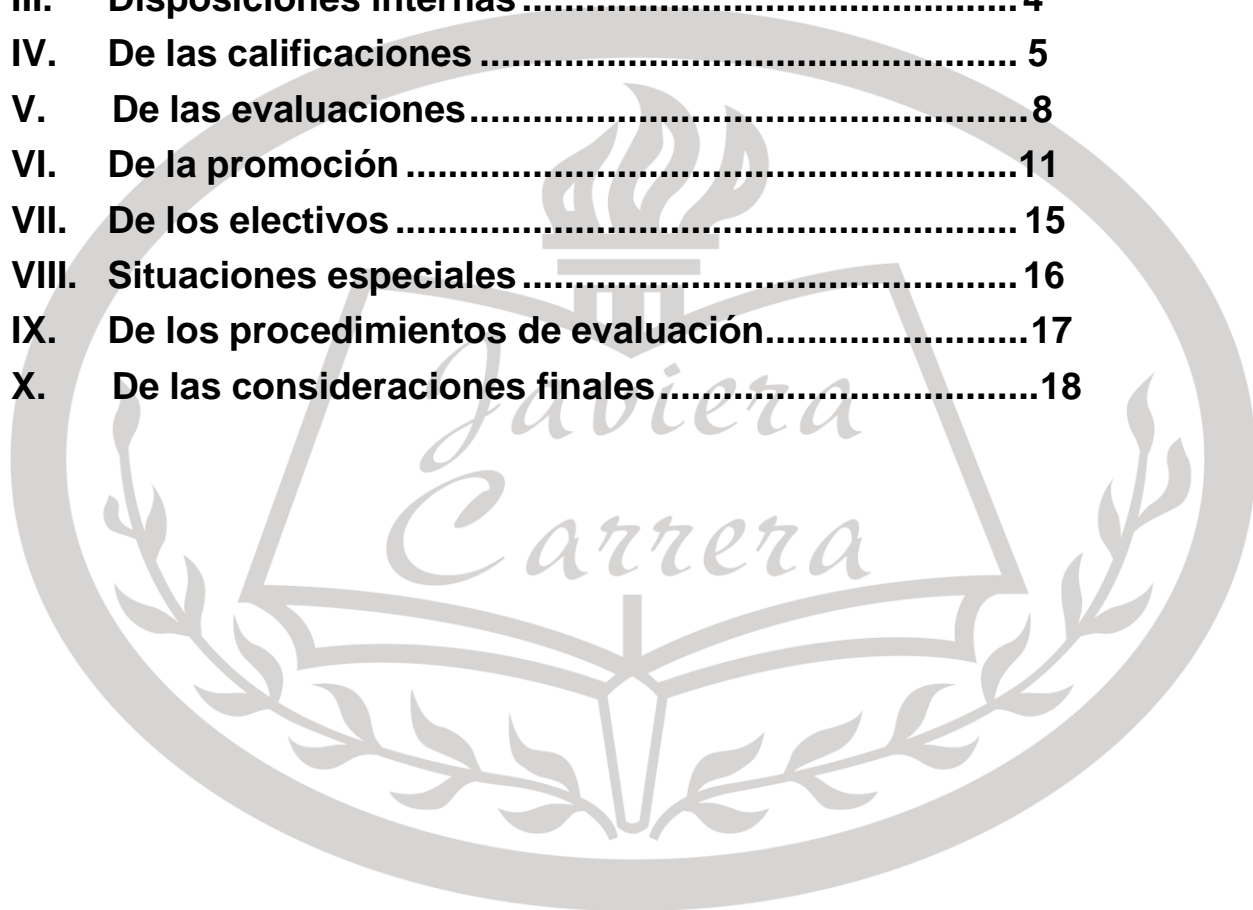 III. Disposiciones internas .......................................................... 4
IV. De las calificaciones ................................................... 5
V. De las evaluaciones ..................................................... 8
VI. De la promoción .......................................................... 11
VII. De los electivos ........................................................... 15
VIII. Situaciones especiales ............................................... 16
IX. De los procedimientos de evaluación......................... 17
X. De las consideraciones finales .................................... 18
Javiera
Carrera